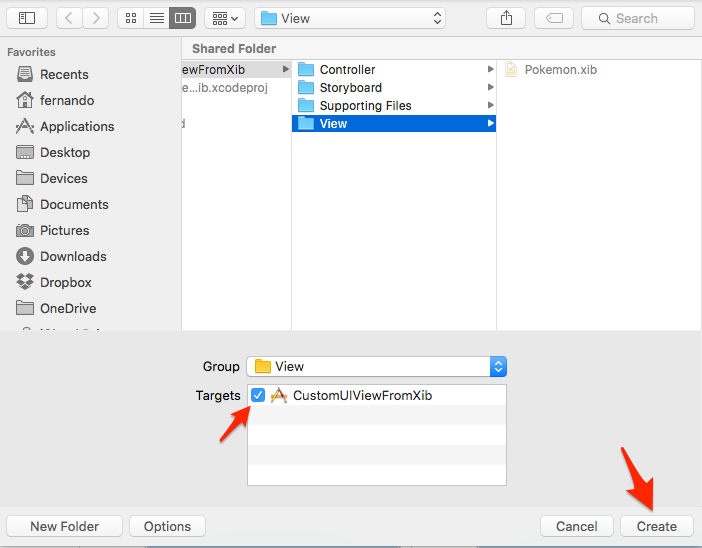 View
Search
Favorites
Shared Folder
Recents
fernando
Applications
Desktop
Devices
Documents
Pictures
Downloads
Dropbox
OneDrive
ewFromXib
e...ib.xcodeproj
d
Controller
Storyboard
Supporting Files
View
Pokemon.xib
Group
View
Targets
CustomUIViewFromXib
New Folder
Options
Cancel
Create